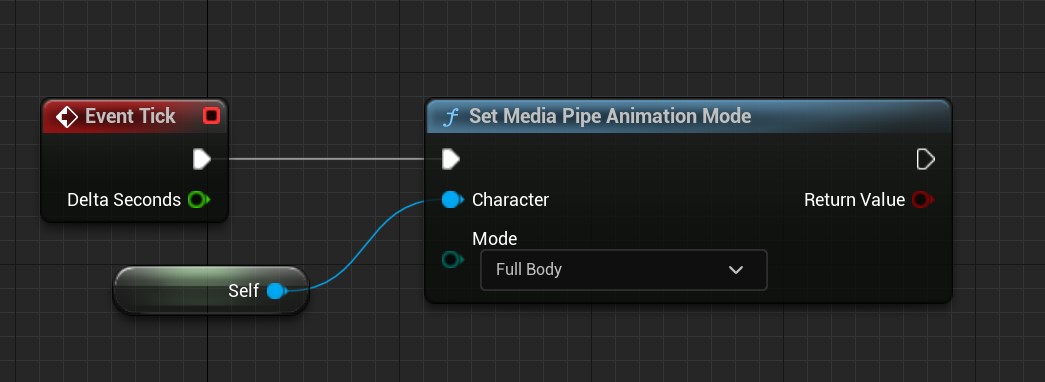 Event Tick
Set Media Pipe Animation Mode
Delta Seconds
Character
Return Value
Mode
Full Body
Self